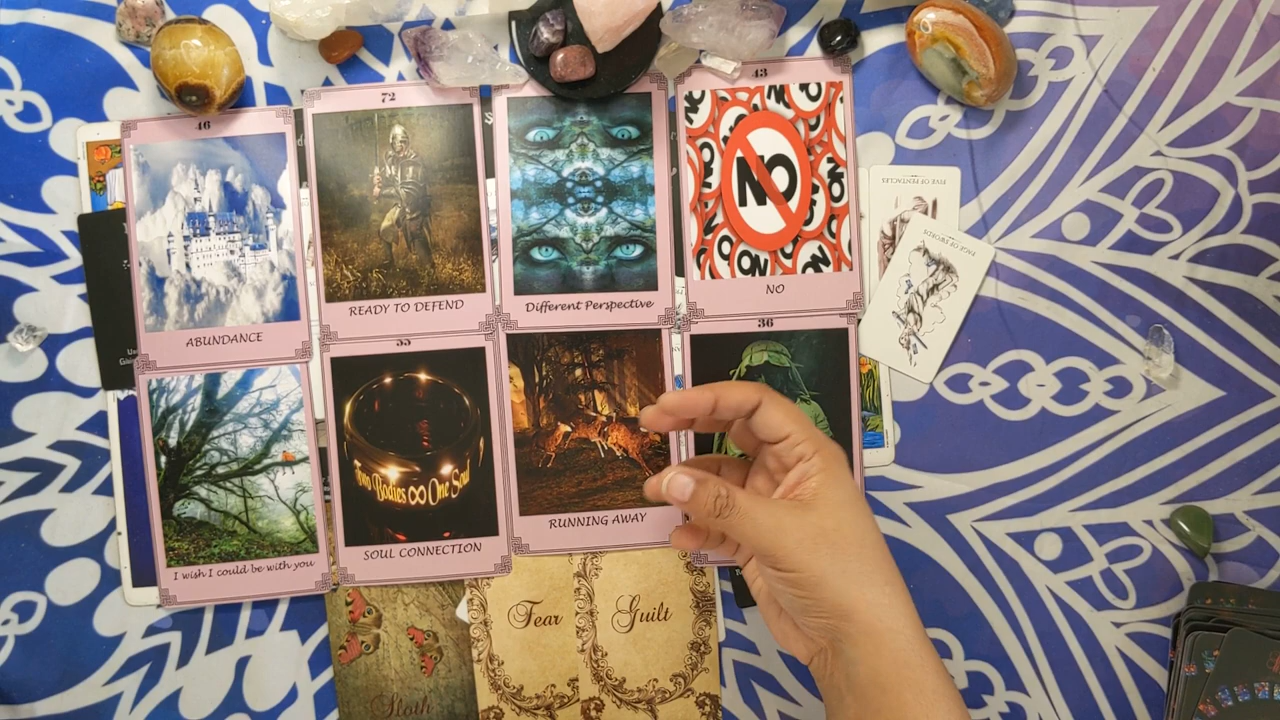 46
ABUNDANCE
72
READY TO DEFEND
Different Perspective
43
NO
NO
FIVE OF PENTACLES
PAGE OF SWORDS
I wish I could be with you
Two Bodies ∞ One Soul
SOUL CONNECTION
RUNNING AWAY
36
Sloth
Fear
Guilt